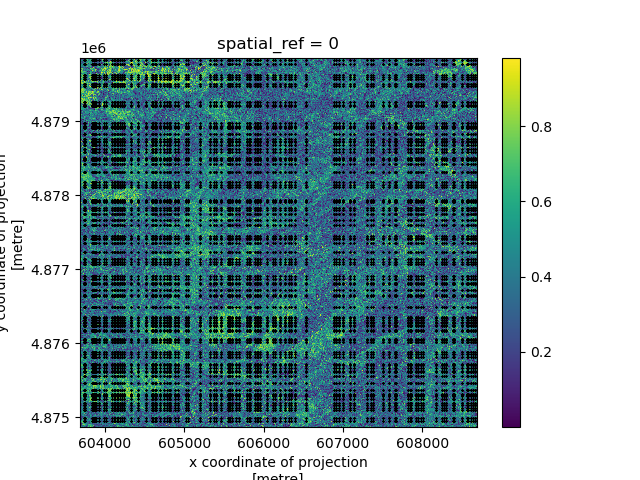 spatial_ref = 0
1e6
4.879
4.878
4.877
4.876
4.875
y coordinate of projection
[metre]
604000 605000 606000 607000 608000
x coordinate of projection
[metre]
0.8
0.6
0.4
0.2